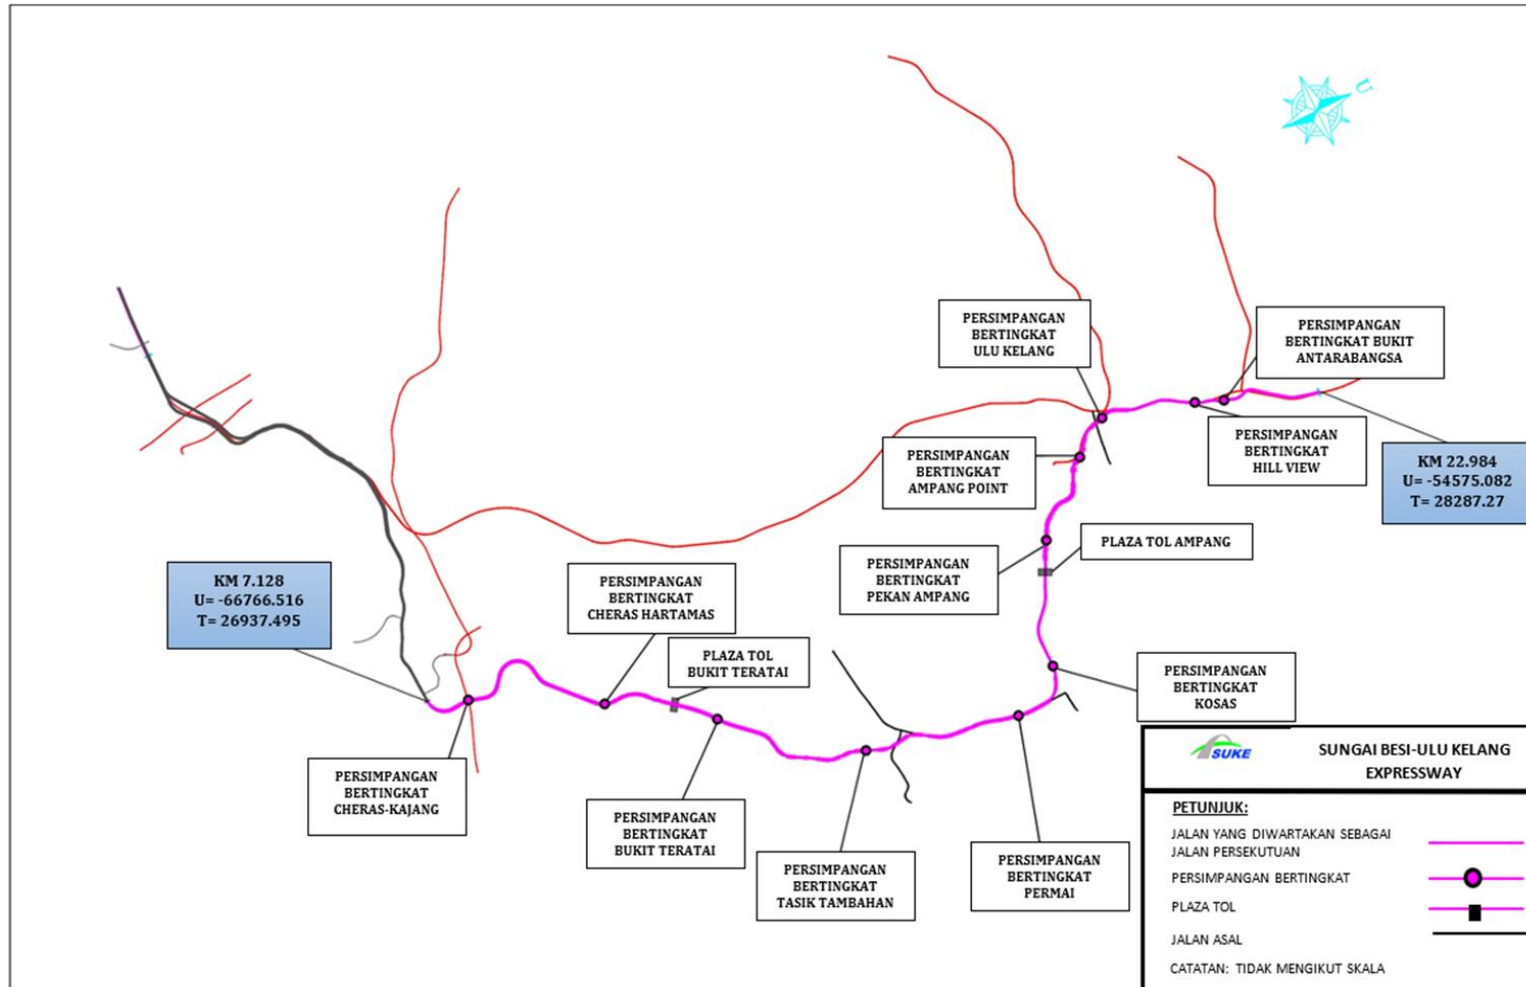 U
PERSIMPANGAN
BERTINGKAT
ULU KELANG
PERSIMPANGAN
BERTINGKAT BUKIT
ANTARABANGSA
PERSIMPANGAN
BERTINGKAT
AMPANG POINT
PERSIMPANGAN
BERTINGKAT
HILL VIEW
KM 22.984
U= -54575.082
T= 28287.27
PLAZA TOL AMPANG
PERSIMPANGAN
BERTINGKAT
PEKAN AMPANG
KM 7.128
U= -66766.516
T= 26937.495
PERSIMPANGAN
BERTINGKAT
CHERAS HARTAMAS
PLAZA TOL
BUKIT TERATAI
PERSIMPANGAN
BERTINGKAT
KOSAS
PERSIMPANGAN
BERTINGKAT
CHERAS-KAJANG
PERSIMPANGAN
BERTINGKAT
BUKIT TERATAI
PERSIMPANGAN
BERTINGKAT
TASIK TAMBAHAN
PERSIMPANGAN
BERTINGKAT
PERMAI
SUKE
SUNGAI BESI-ULU KELANG
EXPRESSWAY
PETUNJUK:
JALAN YANG DIWARTAKAN SEBAGAI
JALAN PERSEKUTUAN
PERSIMPANGAN BERTINGKAT
PLAZA TOL
JALAN ASAL
CATATAN: TIDAK MENGIKUT SKALA